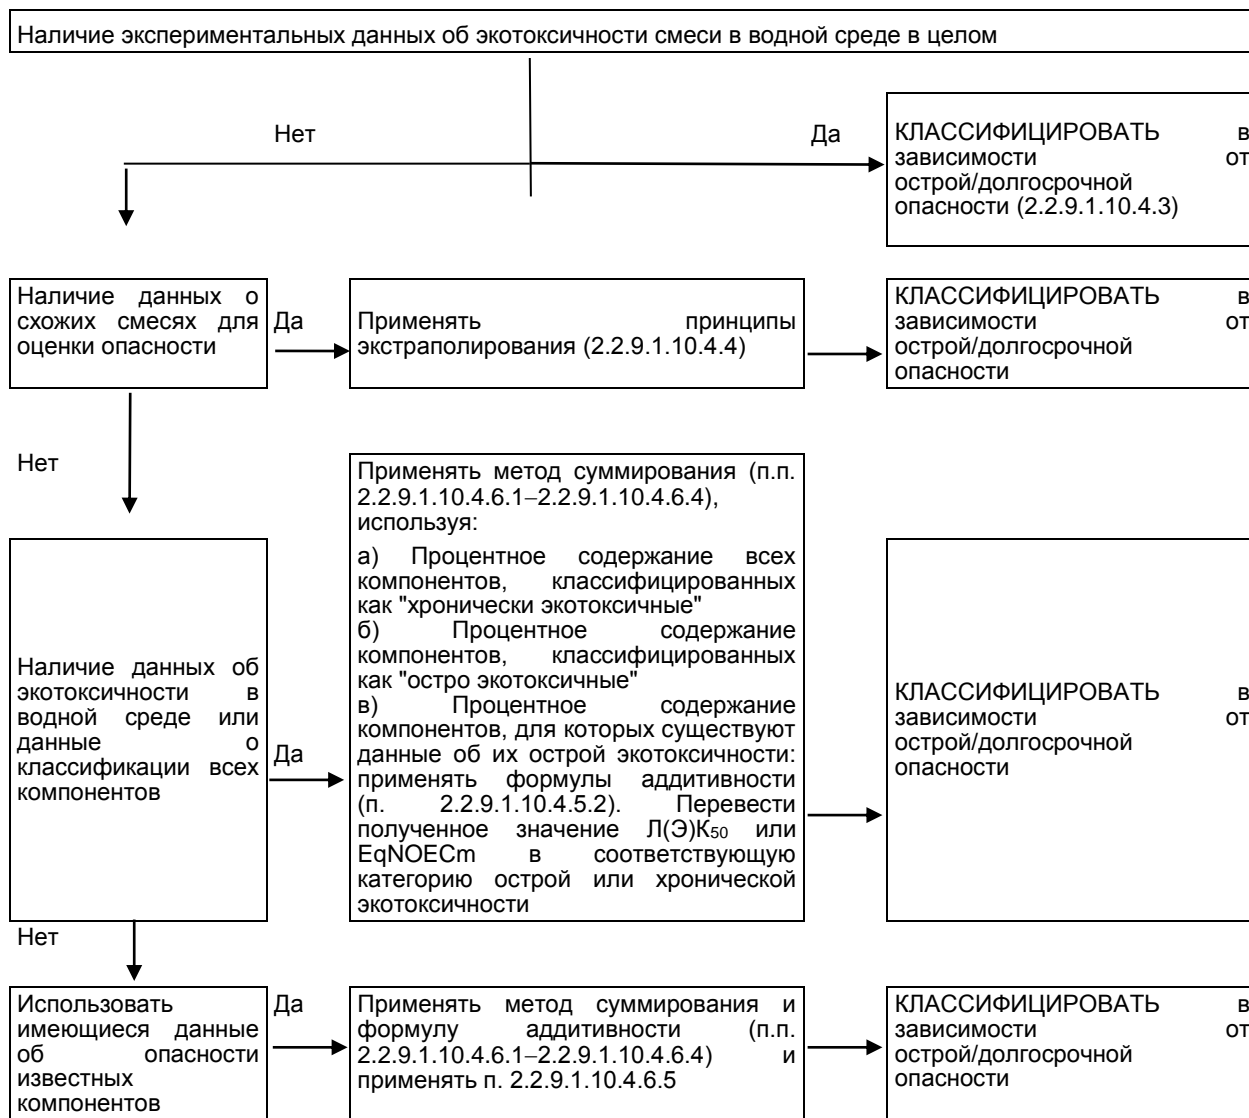 Наличие экспериментальных данных об экотоксичности смеси в водной среде в целом
Нет
Да
КЛАССИФИЦИРОВАТЬ в
зависимости от
острой/долгосрочной
опасности (2.2.9.1.10.4.3)
Наличие данных о
схожих смесях для
оценки опасности
Да
Применять принципы
экстраполирования (2.2.9.1.10.4.4)
КЛАССИФИЦИРОВАТЬ в
зависимости от
острой/долгосрочной
опасности
Нет
Наличие данных об
экотоксичности в
водной среде или
данные о
классификации всех
компонентов
Да
Применять метод суммирования (п.п.
2.2.9.1.10.4.6.1–2.2.9.1.10.4.6.4),
используя:
а) Процентное содержание всех
компонентов, классифицированных
как "хронически экотоксичные"
б) Процентное содержание
компонентов, классифицированных
как "остро экотоксичные"
в) Процентное содержание
компонентов, для которых существуют
данные об их острой экотоксичности:
применять формулы аддитивности
(п. 2.2.9.1.10.4.5.2). Перевести
полученное значение Л(Э)К₅₀ или
EqNOECm в соответствующую
категорию острой или хронической
экотоксичности
КЛАССИФИЦИРОВАТЬ в
зависимости от
острой/долгосрочной
опасности
Нет
Использовать
имеющиеся данные
об опасности
известных
компонентов
Да
Применять метод суммирования и
формулу аддитивности (п.п.
2.2.9.1.10.4.6.1–2.2.9.1.10.4.6.4) и
применять п. 2.2.9.1.10.4.6.5
КЛАССИФИЦИРОВАТЬ в
зависимости от
острой/долгосрочной
опасности